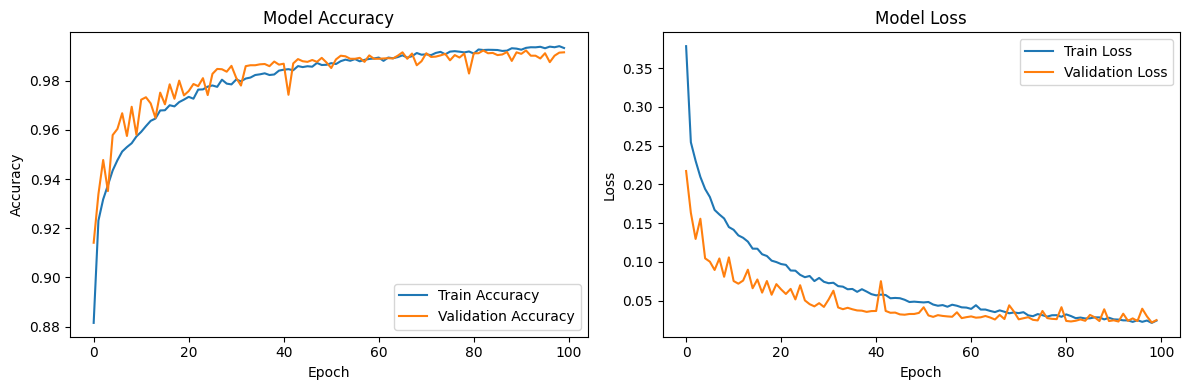 Model Accuracy
Accuracy
0.98
0.96
0.94
0.92
0.90
0.88
0
20
40
60
80
100
Epoch
Train Accuracy
Validation Accuracy
Model Loss
Loss
0.35
0.30
0.25
0.20
0.15
0.10
0.05
0
20
40
60
80
100
Epoch
Train Loss
Validation Loss